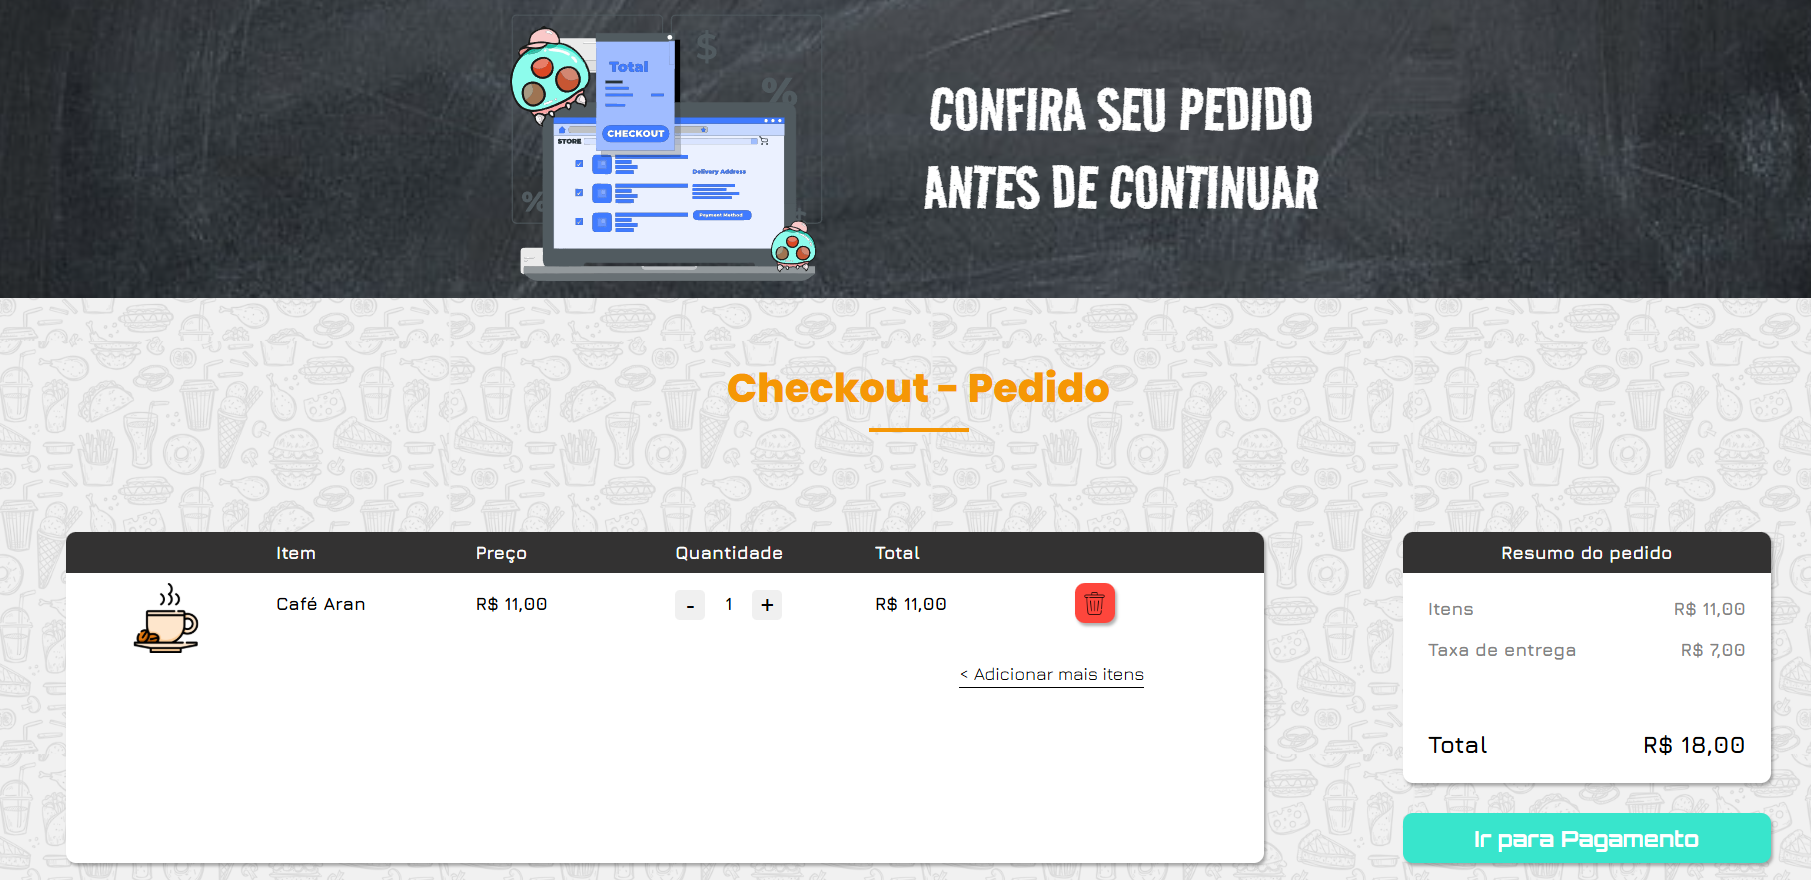 Total
CHECKOUT
STORE
Delivery Address
Payment Method
$
%
%
CONFIRA SEU PEDIDO
ANTES DE CONTINUAR
Checkout - Pedido
Item Preço Quantidade Total
Café Aran R$ 11,00 - 1 + R$ 11,00
< Adicionar mais itens
Resumo do pedido
Itens R$ 11,00
Taxa de entrega R$ 7,00
Total R$ 18,00
Ir para Pagamento